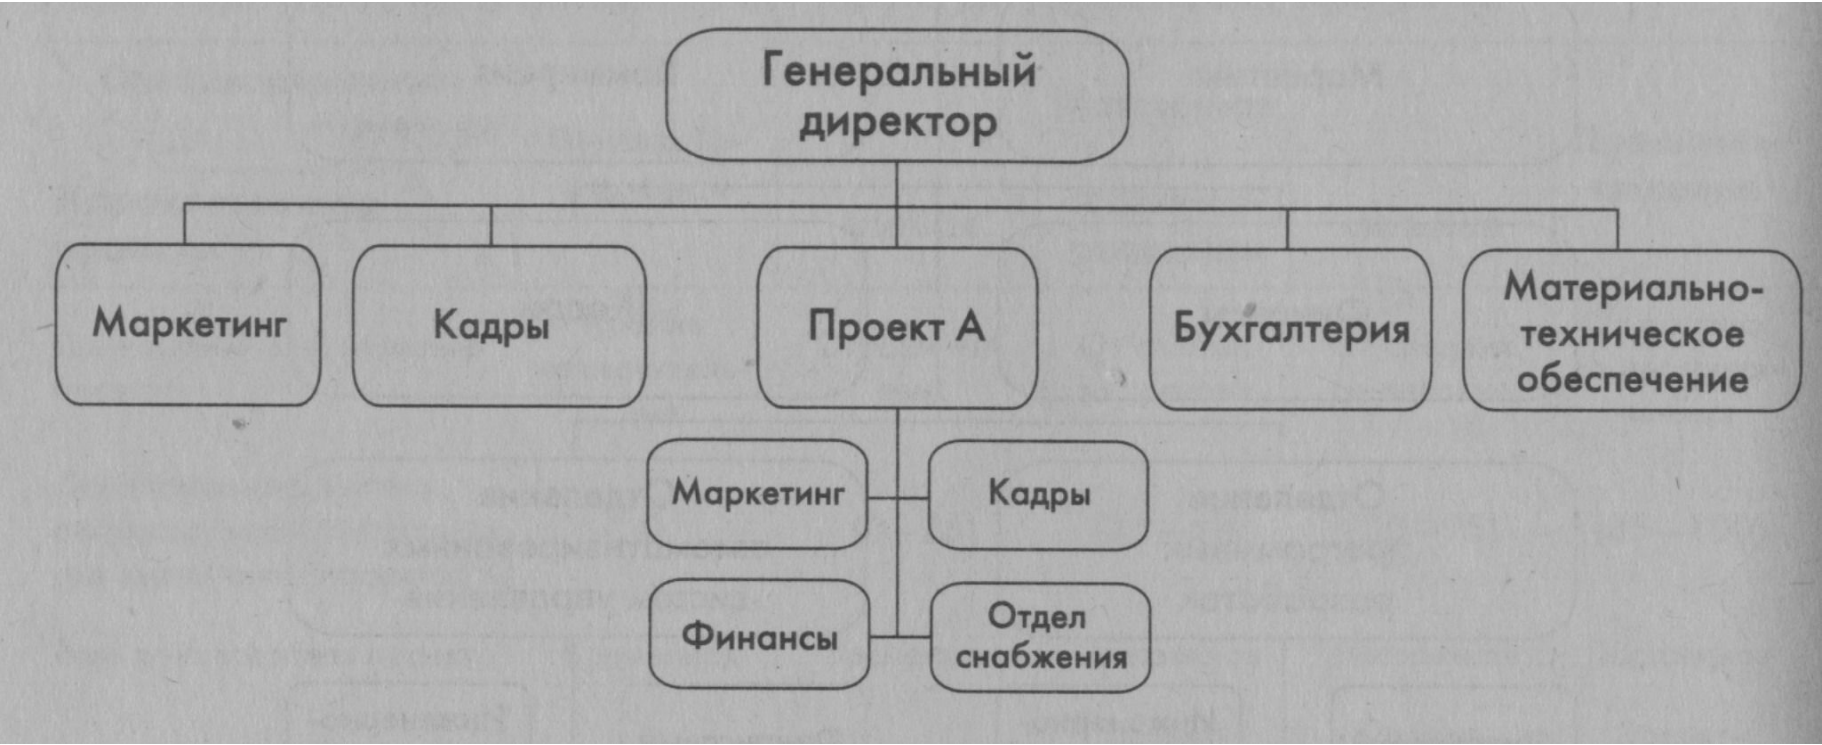 Генеральный
директор
Маркетинг
Кадры
Проект А
Бухгалтерия
Материально-
техническое
обеспечение
Маркетинг
Кадры
Финансы
Отдел
снабжения